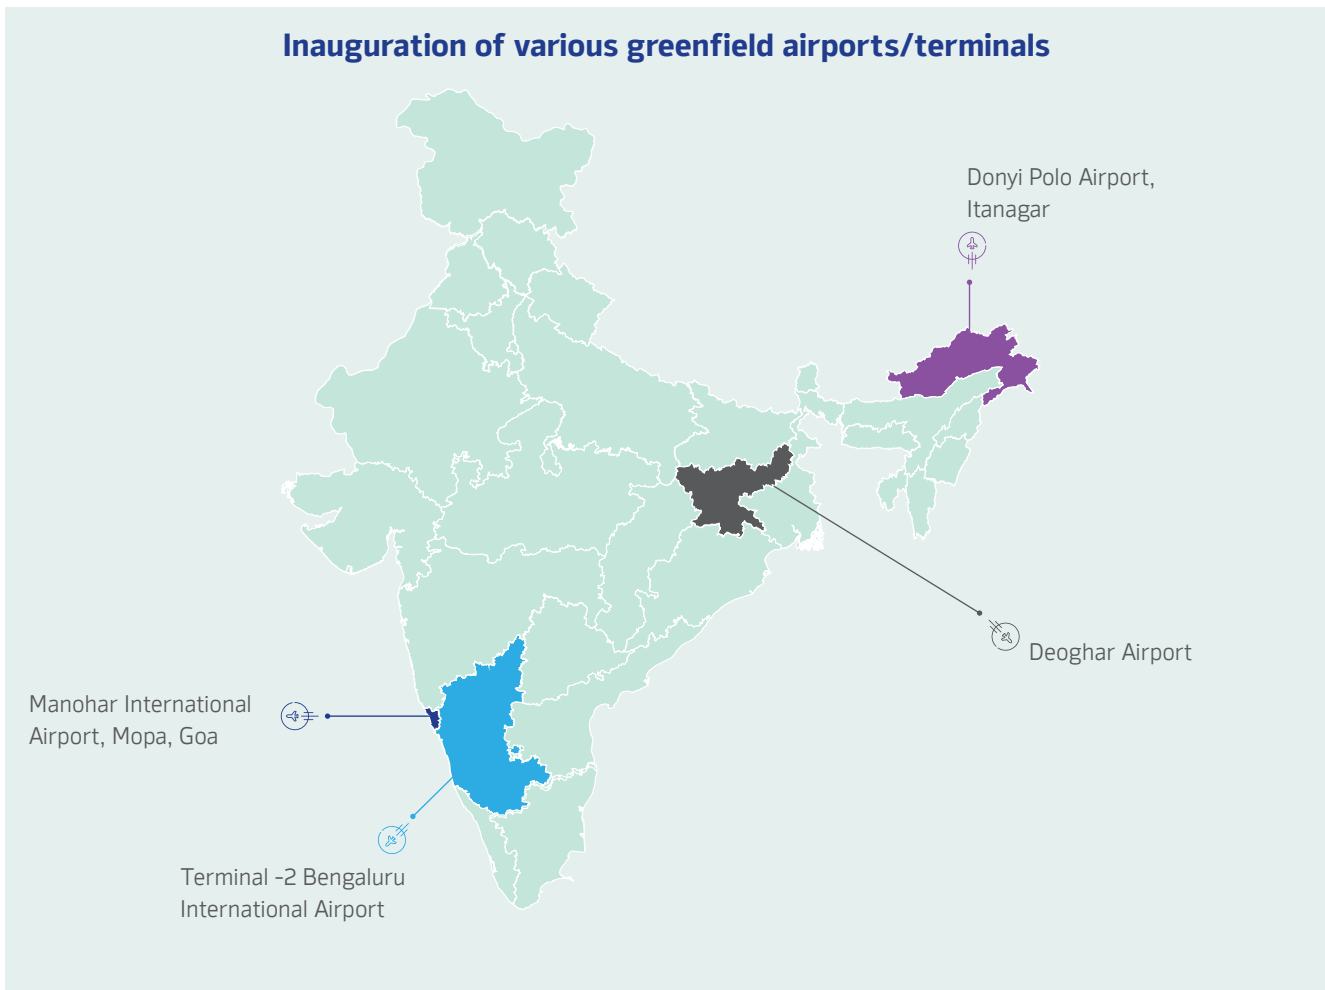 Inauguration of various greenfield airports/terminals
Donyi Polo Airport,
Itanagar
Deoghar Airport
Manohar International
Airport, Mopa, Goa
Terminal -2 Bengaluru
International Airport